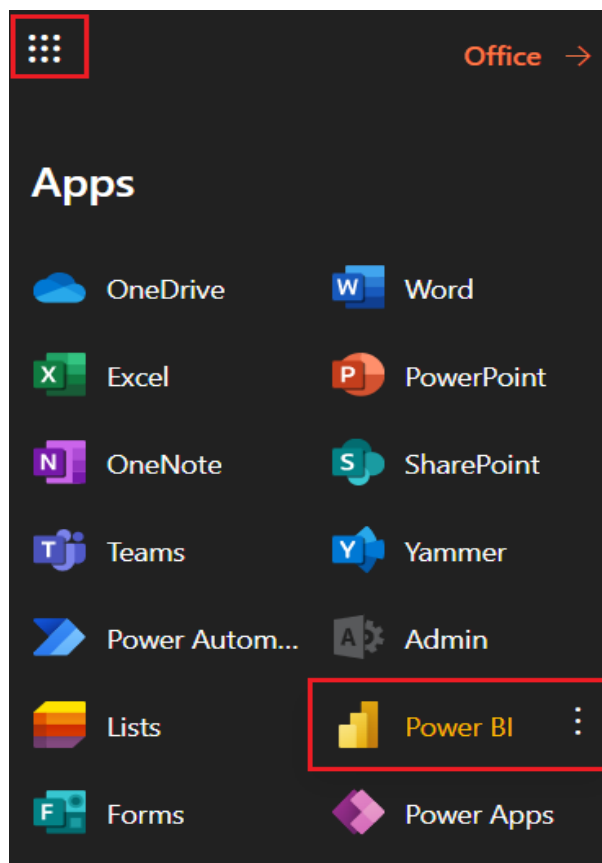 Office →
Apps
OneDrive
W Word
X Excel
P PowerPoint
N OneNote
S SharePoint
T Teams
Y Yammer
Power Autom...
A Admin
Lists
Power BI
F Forms
Power Apps